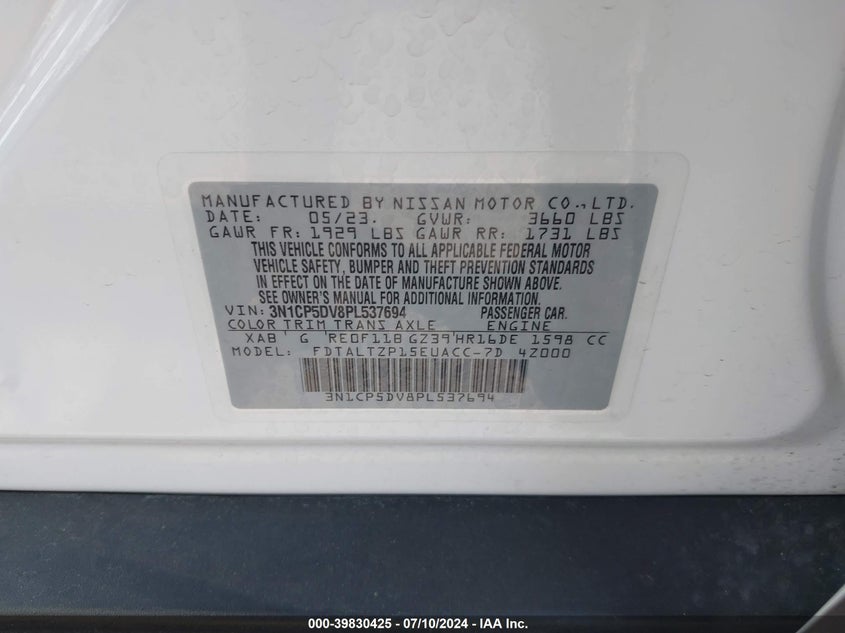 MANUFACTURED BY NISSAN MOTOR CO., LTD.
DATE: 05/23. GVWR: 3660 LBS
GAWR FR: 1929 LBS GAWR RR: 1731 LBS
THIS VEHICLE CONFORMS TO ALL APPLICABLE FEDERAL MOTOR
VEHICLE SAFETY, BUMPER AND THEFT PREVENTION STANDARDS
IN EFFECT ON THE DATE OF MANUFACTURE SHOWN ABOVE.
SEE OWNER'S MANUAL FOR ADDITIONAL INFORMATION.
VIN: 3N1CP5DV8PL537694 PASSENGER CAR.
COLOR TRIM TRANS AXLE ENGINE
XAB G RE0F11B GZ39 HR16DE 1598 CC
MODEL: FDTALTZP15EUACC-7D 4Z000
3N1CP5DV8PL537694
000-39830425 - 07/10/2024 - IAA Inc.